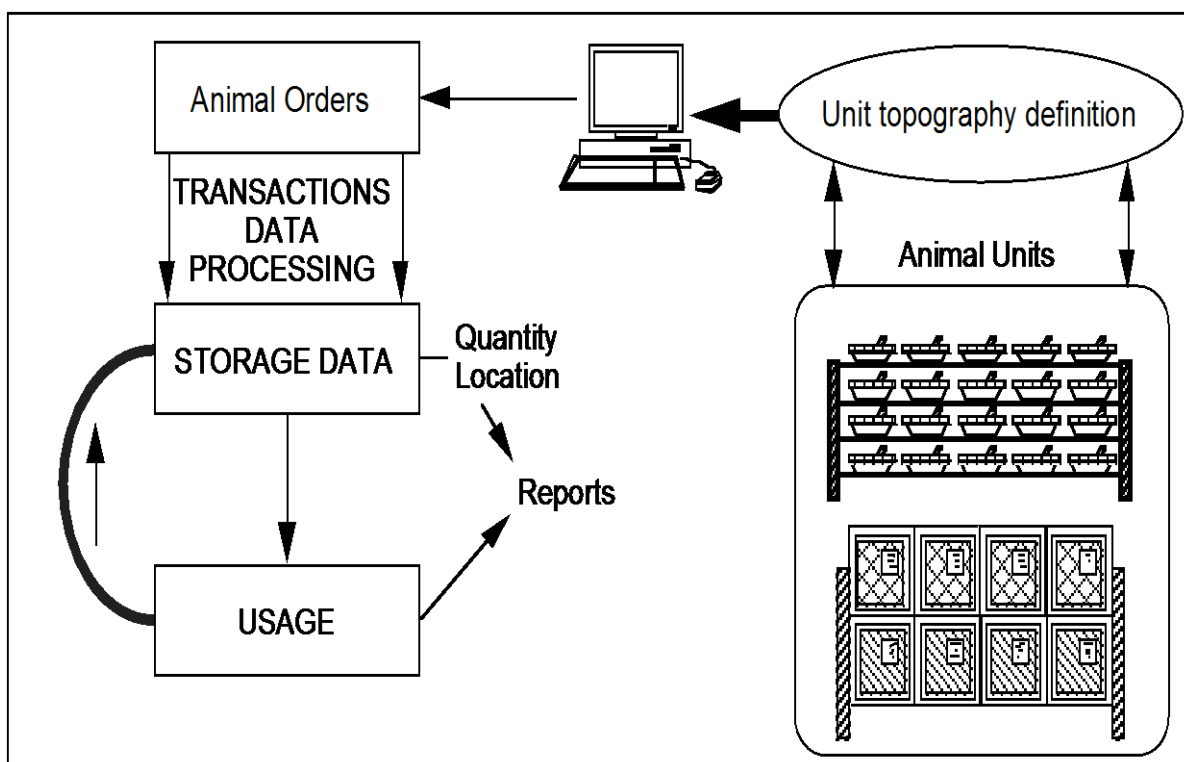 Animal Orders
Unit topography definition
TRANSACTIONS
DATA
PROCESSING
Animal Units
STORAGE DATA
Quantity
Location
Reports
USAGE